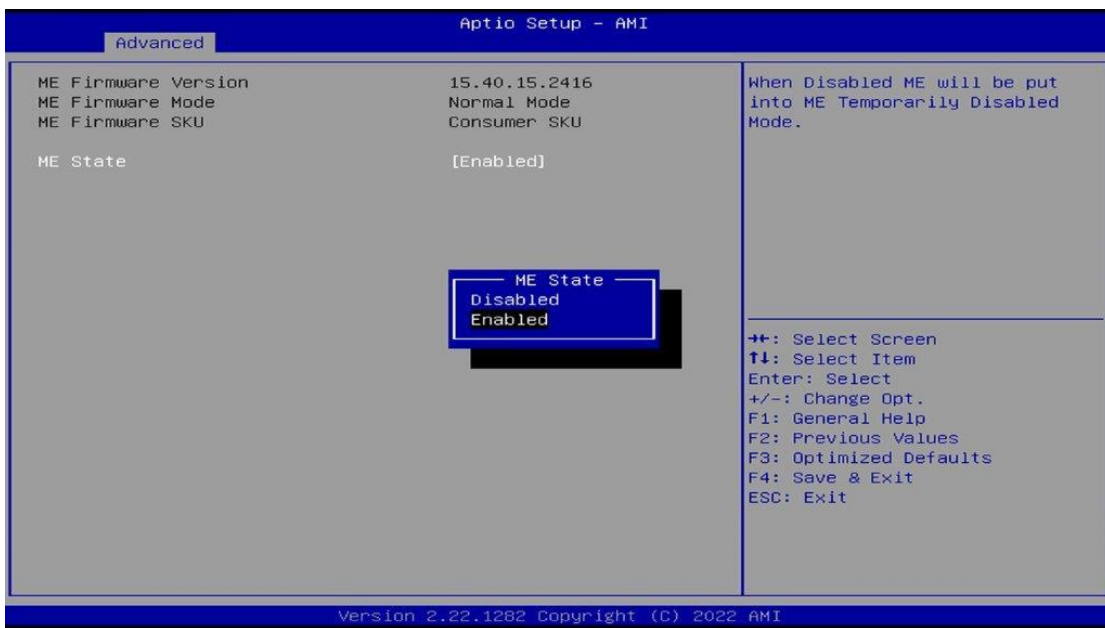 Aptio Setup – AMI
Advanced
ME Firmware Version 15.40.15.2416
ME Firmware Mode Normal Mode
ME Firmware SKU Consumer SKU
ME State [Enabled]
ME State
Disabled
Enabled
When Disabled ME will be put
into ME Temporarily Disabled
Mode.
→←: Select Screen
↑↓: Select Item
Enter: Select
+/-: Change Opt.
F1: General Help
F2: Previous Values
F3: Optimized Defaults
F4: Save & Exit
ESC: Exit
Version 2.22.1282 Copyright (C) 2022 AMI